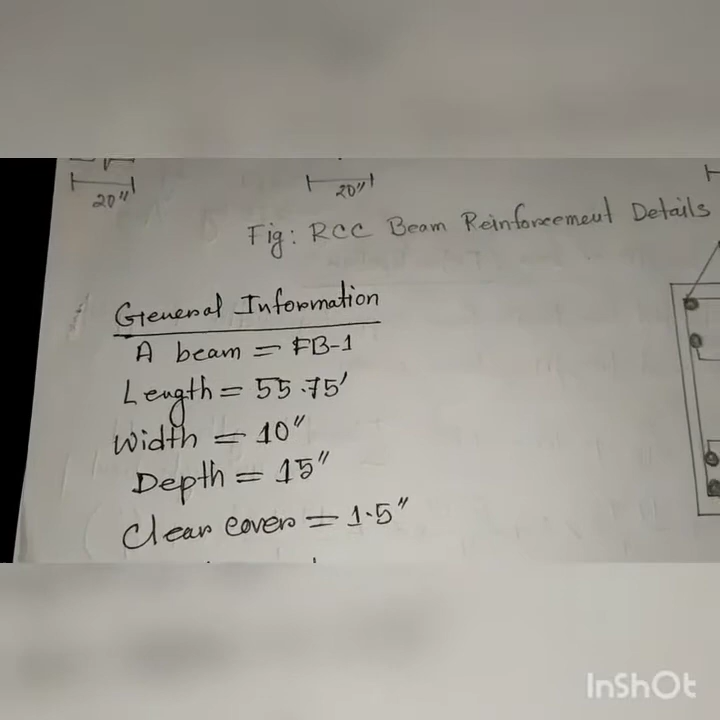 20" 20"
Fig: RCC Beam Reinforcement Details
General Information
A beam = FB-1
Length = 55.75'
Width = 10"
Depth = 15"
Clear cover = 1.5"
InShOt